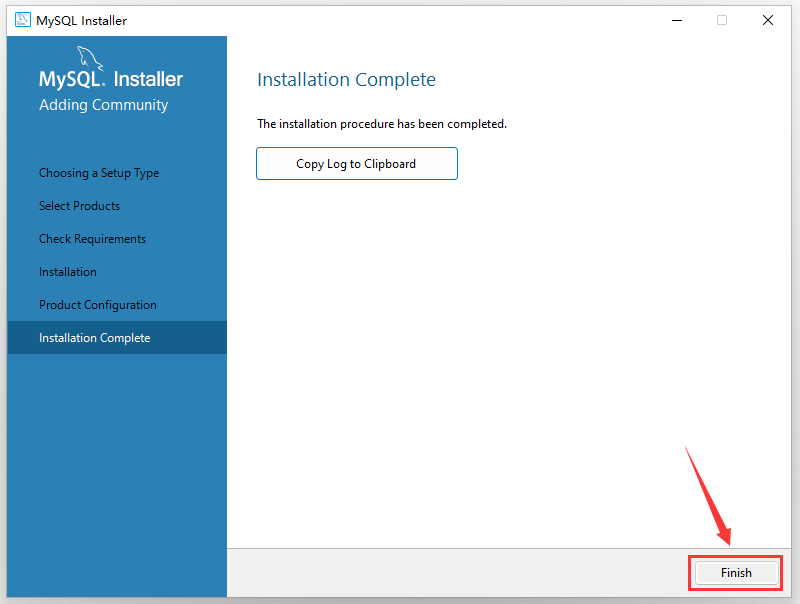 MySQL Installer
MySQL. Installer
Adding Community
Choosing a Setup Type
Select Products
Check Requirements
Installation
Product Configuration
Installation Complete
Installation Complete
The installation procedure has been completed.
Copy Log to Clipboard
Finish